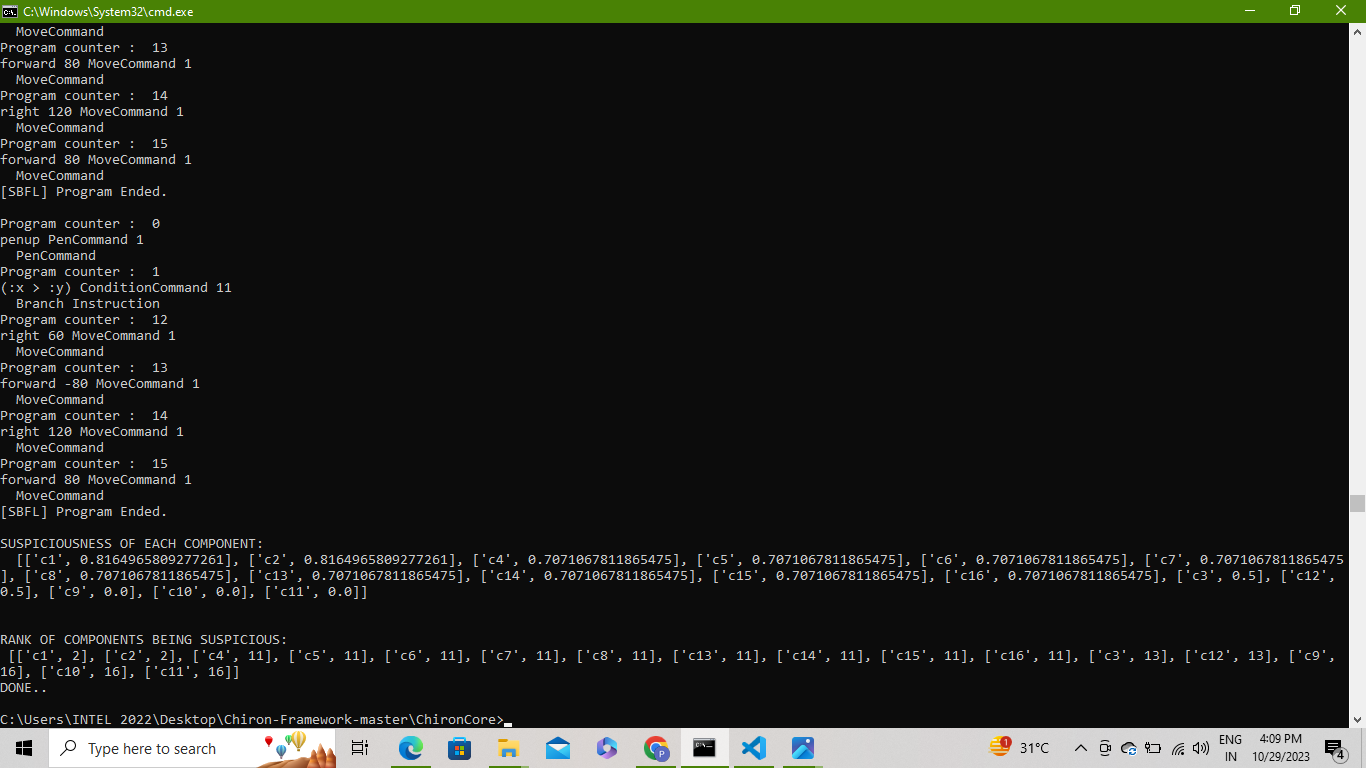 C:\Windows\System32\cmd.exe
MoveCommand
Program counter :  13
forward 80 MoveCommand 1
MoveCommand
Program counter :  14
right 120 MoveCommand 1
MoveCommand
Program counter :  15
forward 80 MoveCommand 1
MoveCommand
[SBFL] Program Ended.
Program counter :  0
penup PenCommand 1
PenCommand
Program counter :  1
(:x > :y) ConditionCommand 11
Branch Instruction
Program counter :  12
right 60 MoveCommand 1
MoveCommand
Program counter :  13
forward -80 MoveCommand 1
MoveCommand
Program counter :  14
right 120 MoveCommand 1
MoveCommand
Program counter :  15
forward 80 MoveCommand 1
MoveCommand
[SBFL] Program Ended.
SUSPICIOUSNESS OF EACH COMPONENT:
[['c1', 0.8164965809277261], ['c2', 0.8164965809277261], ['c4', 0.7071067811865475], ['c5', 0.7071067811865475], ['c6', 0.7071067811865475], ['c7', 0.7071067811865475
], ['c8', 0.7071067811865475], ['c13', 0.7071067811865475], ['c14', 0.7071067811865475], ['c15', 0.7071067811865475], ['c16', 0.7071067811865475], ['c3', 0.5], ['c12',
0.5], ['c9', 0.0], ['c10', 0.0], ['c11', 0.0]]
RANK OF COMPONENTS BEING SUSPICIOUS:
[['c1', 2], ['c2', 2], ['c4', 11], ['c5', 11], ['c6', 11], ['c7', 11], ['c8', 11], ['c13', 11], ['c14', 11], ['c15', 11], ['c16', 11], ['c3', 13], ['c12', 13], ['c9',
16], ['c10', 16], ['c11', 16]]
DONE..
C:\Users\INTEL 2022\Desktop\Chiron-Framework-master\ChironCore>
Type here to search
P
1
31°C
ENG
IN
4:09 PM
10/29/2023
4